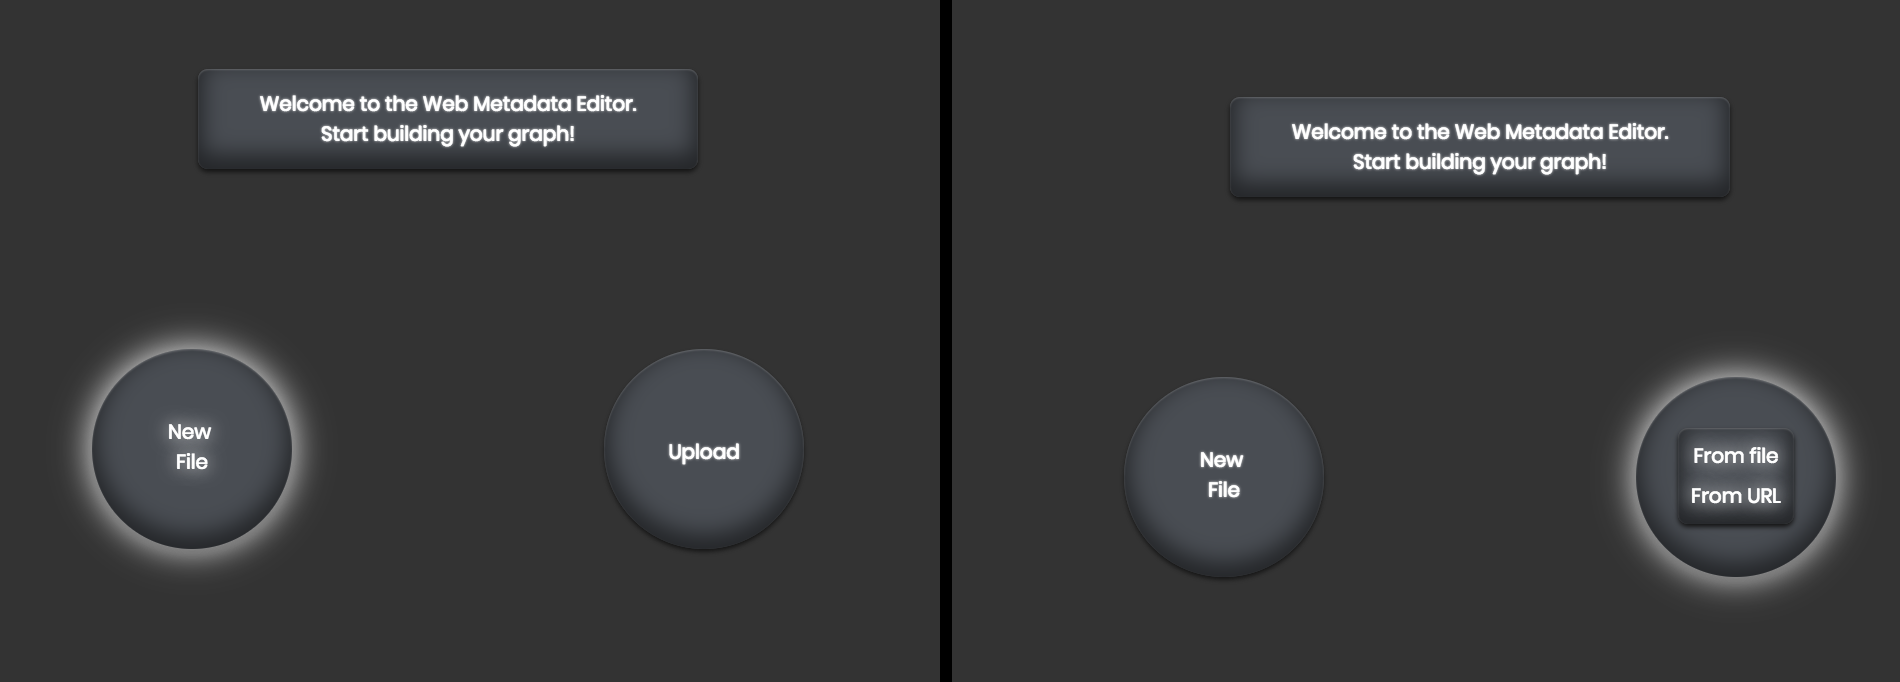 Welcome to the Web Metadata Editor.
Start building your graph!
New
File
Upload
Welcome to the Web Metadata Editor.
Start building your graph!
New
File
From file
From URL